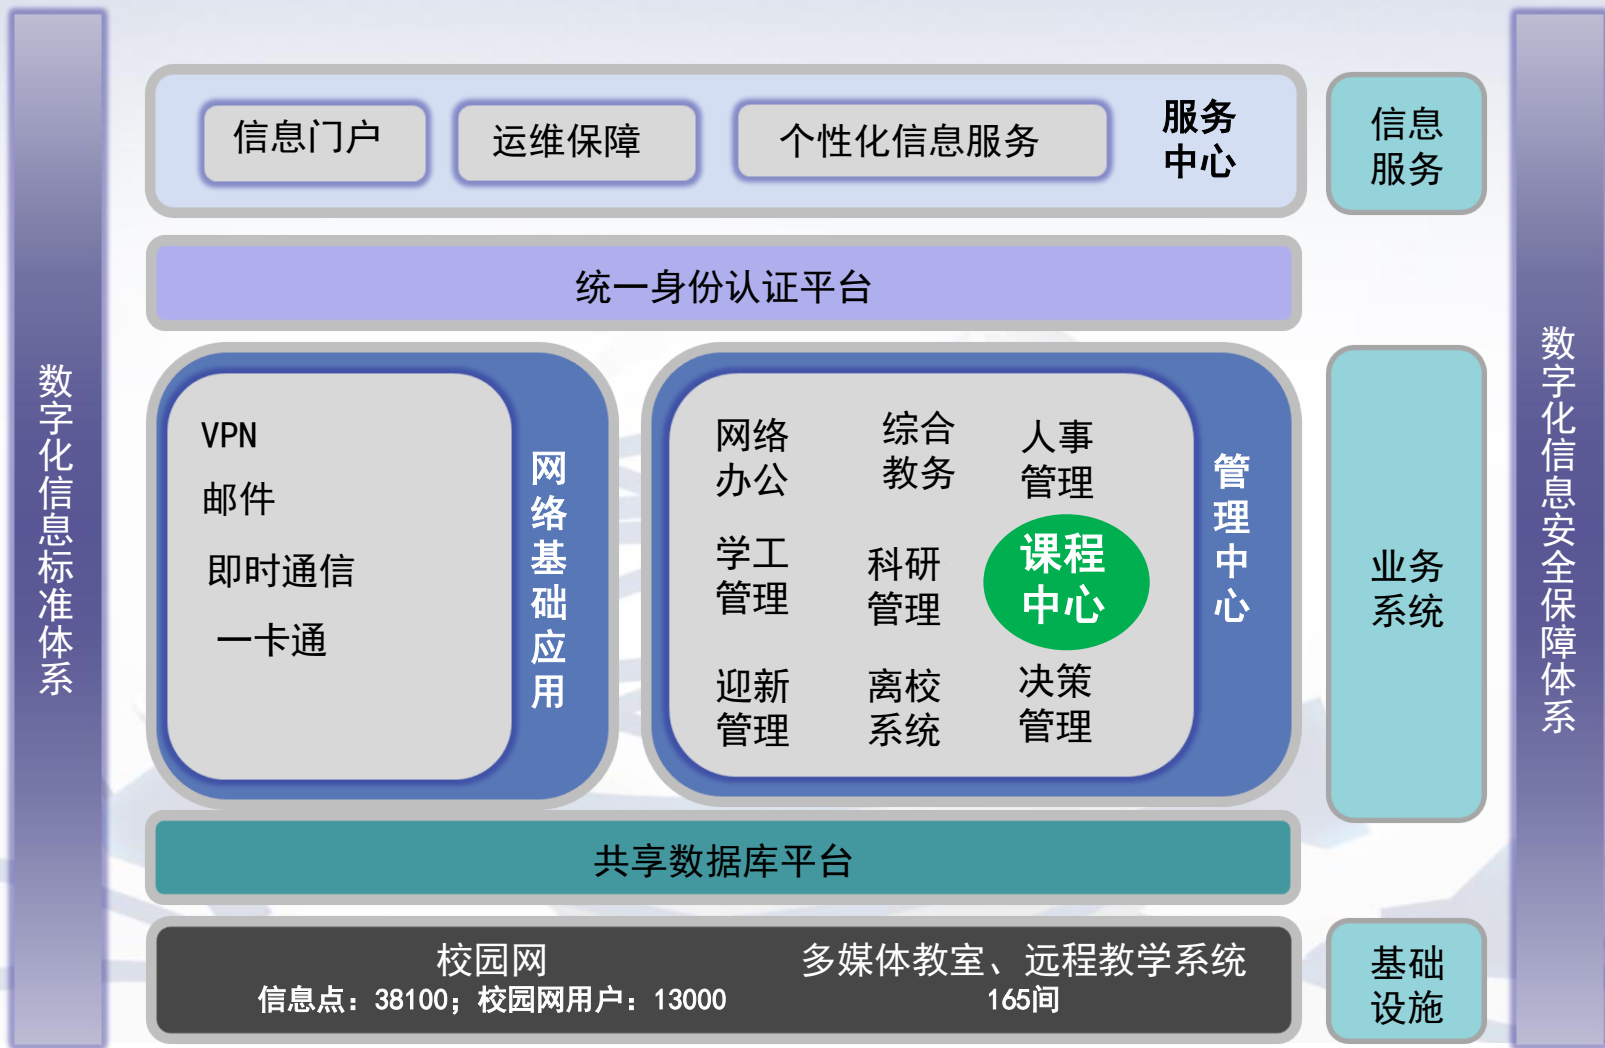 数字化信息标准体系
信息门户
运维保障
个性化信息服务
服务
中心
信息
服务
统一身份认证平台
VPN
邮件
即时通信
一卡通
网络基础应用
网络
办公
综合
教务
人事
管理
学工
管理
科研
管理
课程
中心
迎新
管理
离校
系统
决策
管理
管理中心
业务
系统
共享数据库平台
校园网
信息点：38100；校园网用户：13000
多媒体教室、远程教学系统
165间
基础
设施
数字化信息安全保障体系